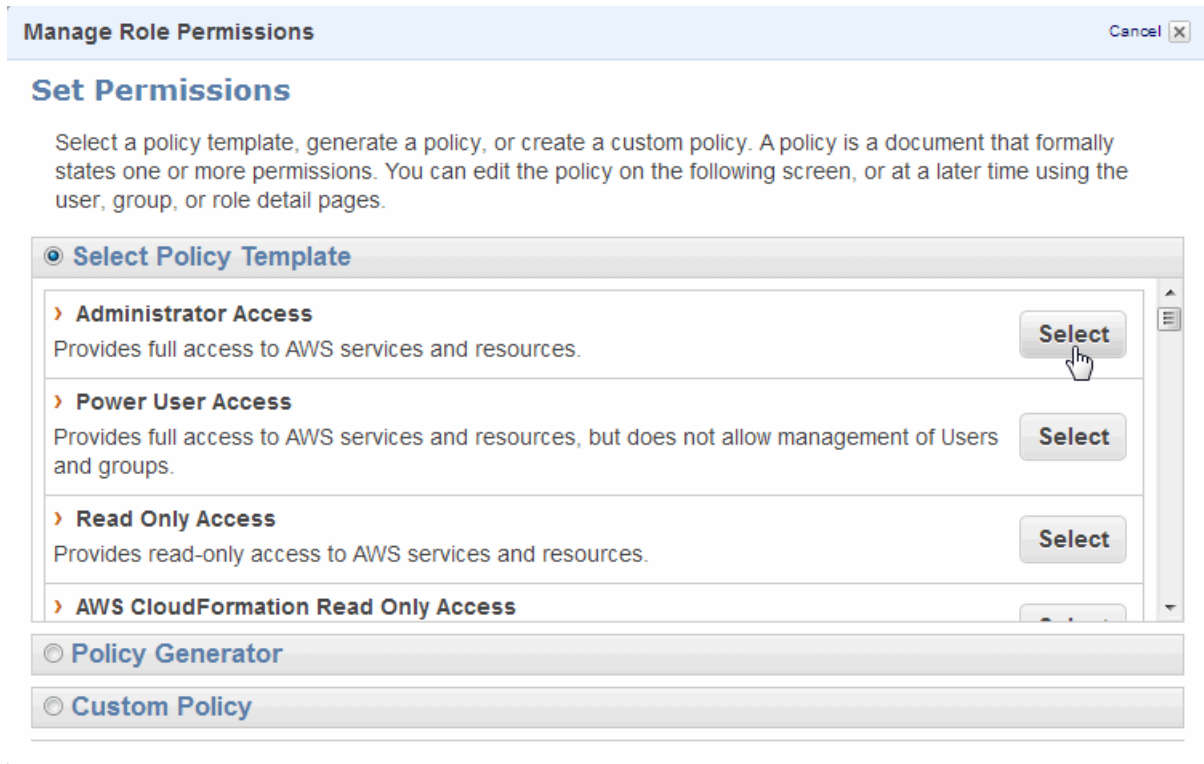 Manage Role Permissions
Cancel
Set Permissions
Select a policy template, generate a policy, or create a custom policy. A policy is a document that formally
states one or more permissions. You can edit the policy on the following screen, or at a later time using the
user, group, or role detail pages.
Select Policy Template
Administrator Access
Provides full access to AWS services and resources.
Select
Power User Access
Provides full access to AWS services and resources, but does not allow management of Users
and groups.
Select
Read Only Access
Provides read-only access to AWS services and resources.
Select
AWS CloudFormation Read Only Access
Policy Generator
Custom Policy